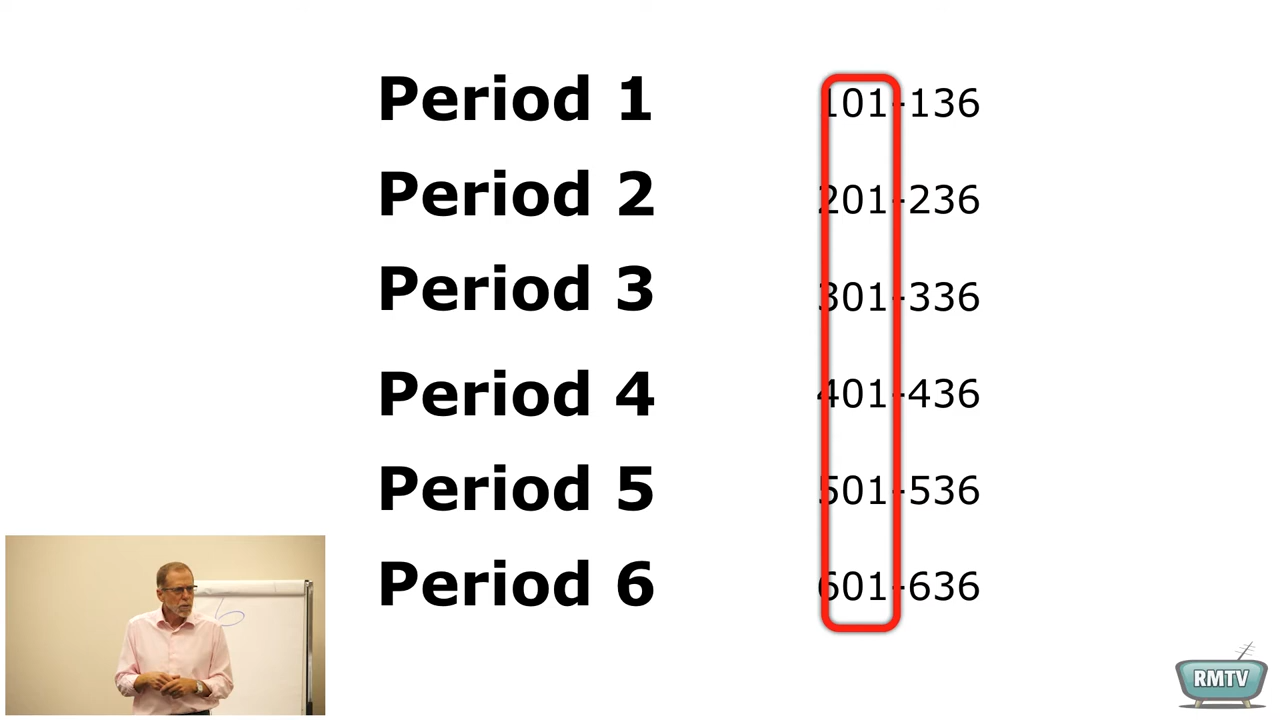 Period 1 101-136
Period 2 201-236
Period 3 301-336
Period 4 401-436
Period 5 501-536
Period 6 601-636
6
RMTV